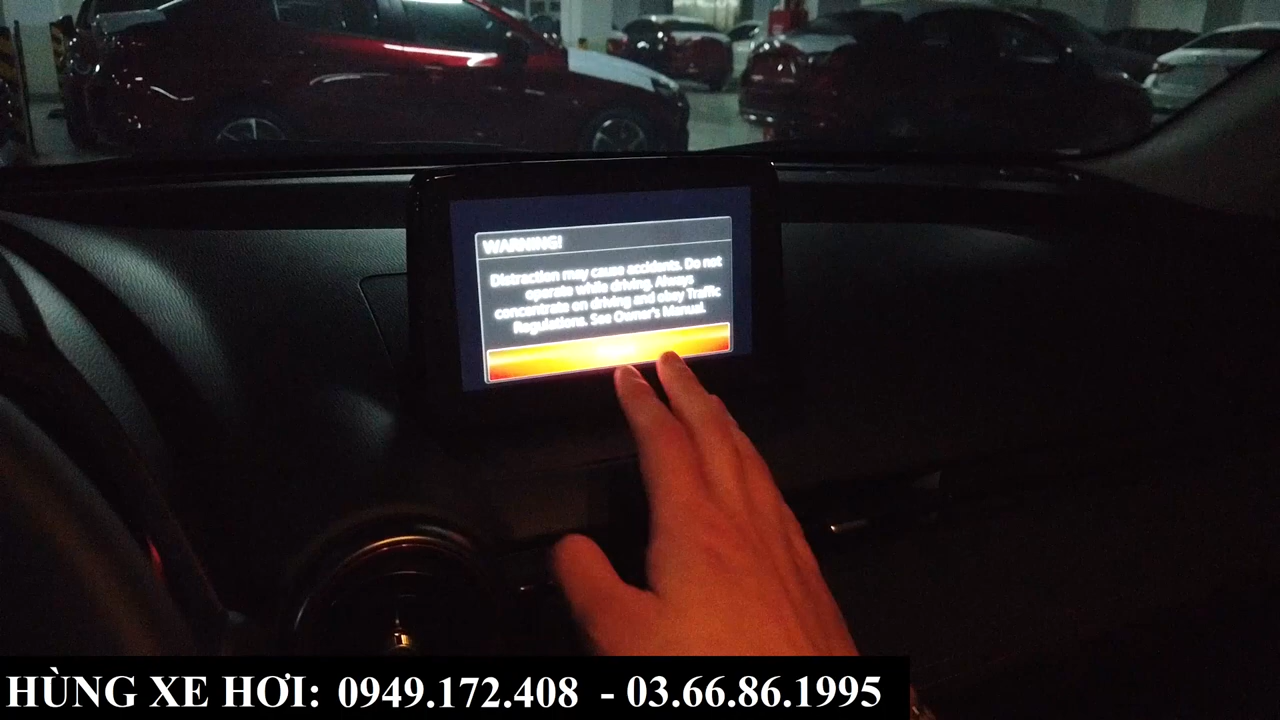 WARNING!
Distraction may cause accidents. Do not
operate while driving. Always
concentrate on driving and obey Traffic
Regulations. See Owner's Manual.
HÙNG XE HƠI: 0949.172.408 - 03.66.86.1995